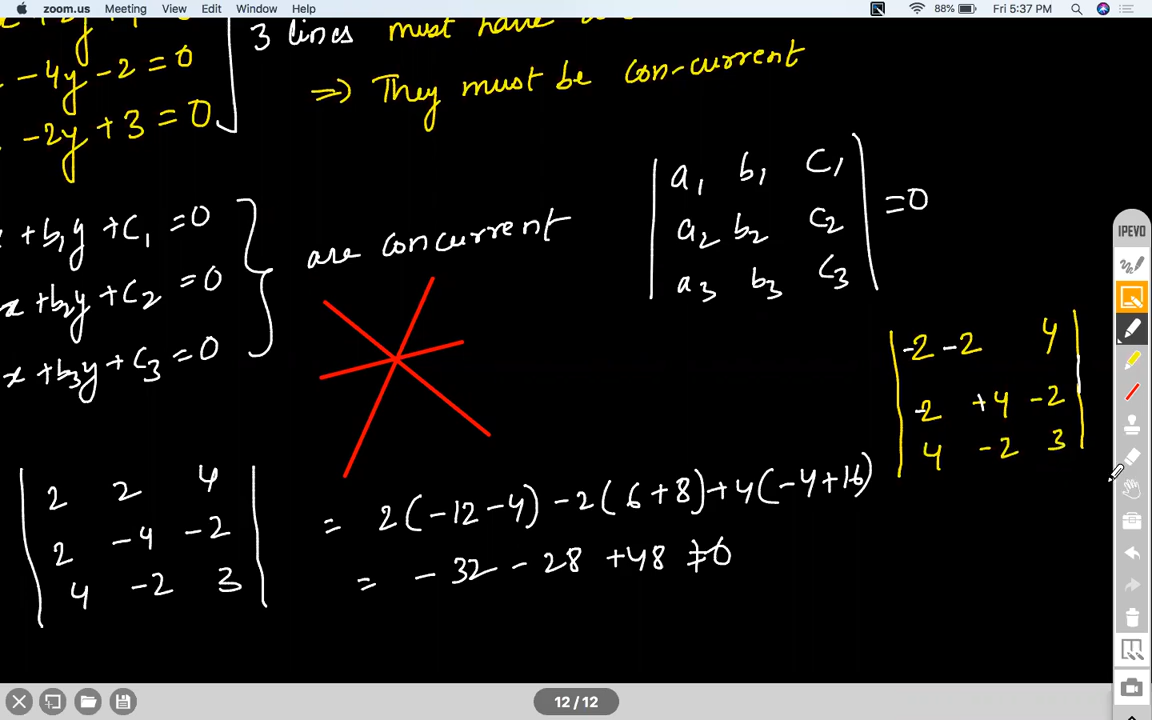 zoom.us Meeting View Edit Window Help 88% Fri 5:37 PM
3 lines must have
-4y -2 = 0
⇒ They must be con-current
-2y + 3 = 0
x + b1y + c1 = 0
x + b2y + c2 = 0
x + b3y + c3 = 0
are concurrent
a1 b1 c1
a2 b2 c2
a3 b3 c3
= 0
-2 -2 4
-2 +4 -2
4 -2 3
2 2 4
2 -4 -2
4 -2 3
= 2(-12-4) -2(6+8)+4(-4+16)
= -32 -28 +48 ≠0
IPEVO
12 / 12